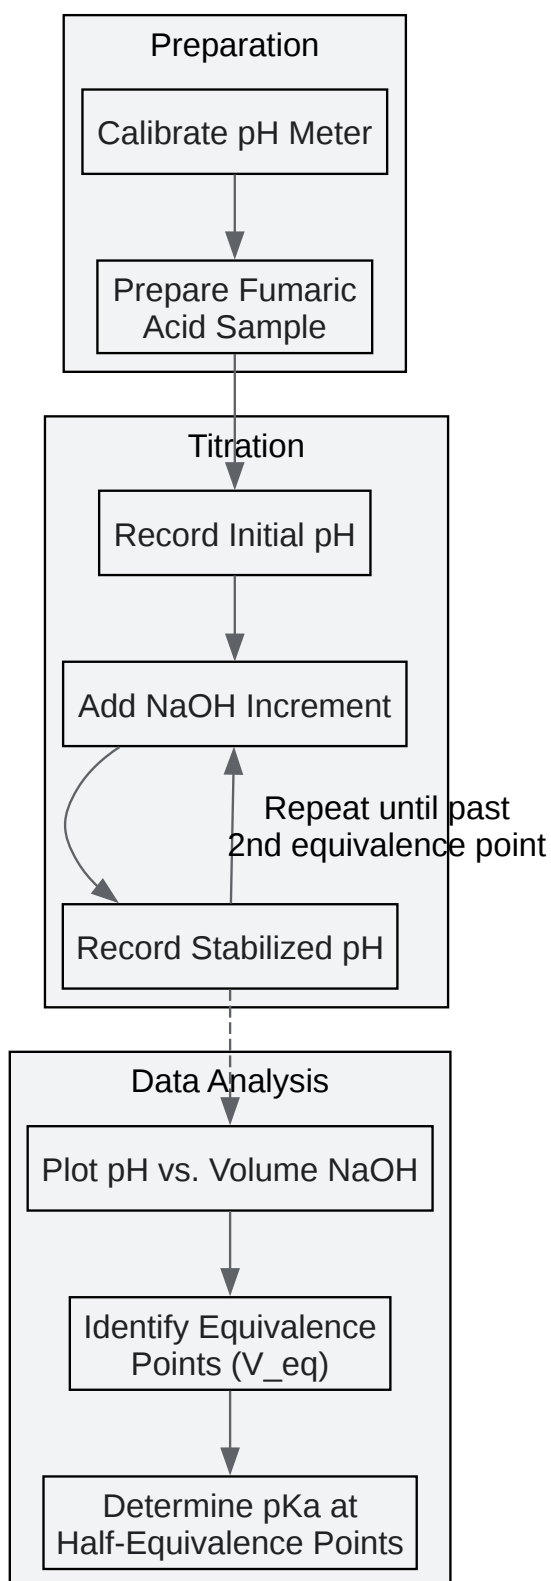 Preparation
Calibrate pH Meter
Prepare Fumaric
Acid Sample
Titration
Record Initial pH
Add NaOH Increment
Repeat until past
2nd equivalence point
Record Stabilized pH
Data Analysis
Plot pH vs. Volume NaOH
Identify Equivalence
Points (V_eq)
Determine pKa at
Half-Equivalence Points